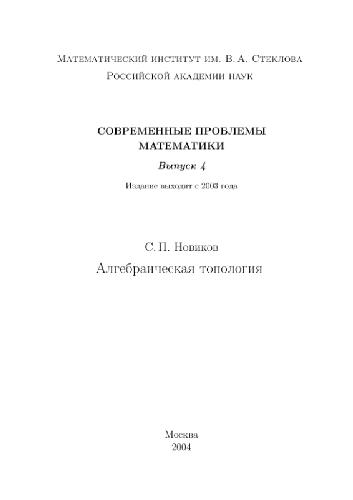 Математический институт им. В. А. Стеклова
Российской академии наук
СОВРЕМЕННЫЕ ПРОБЛЕМЫ
МАТЕМАТИКИ
Выпуск 4
Издание выходит с 2003 года
С. П. Новиков
Алгебраическая топология
Москва
2004